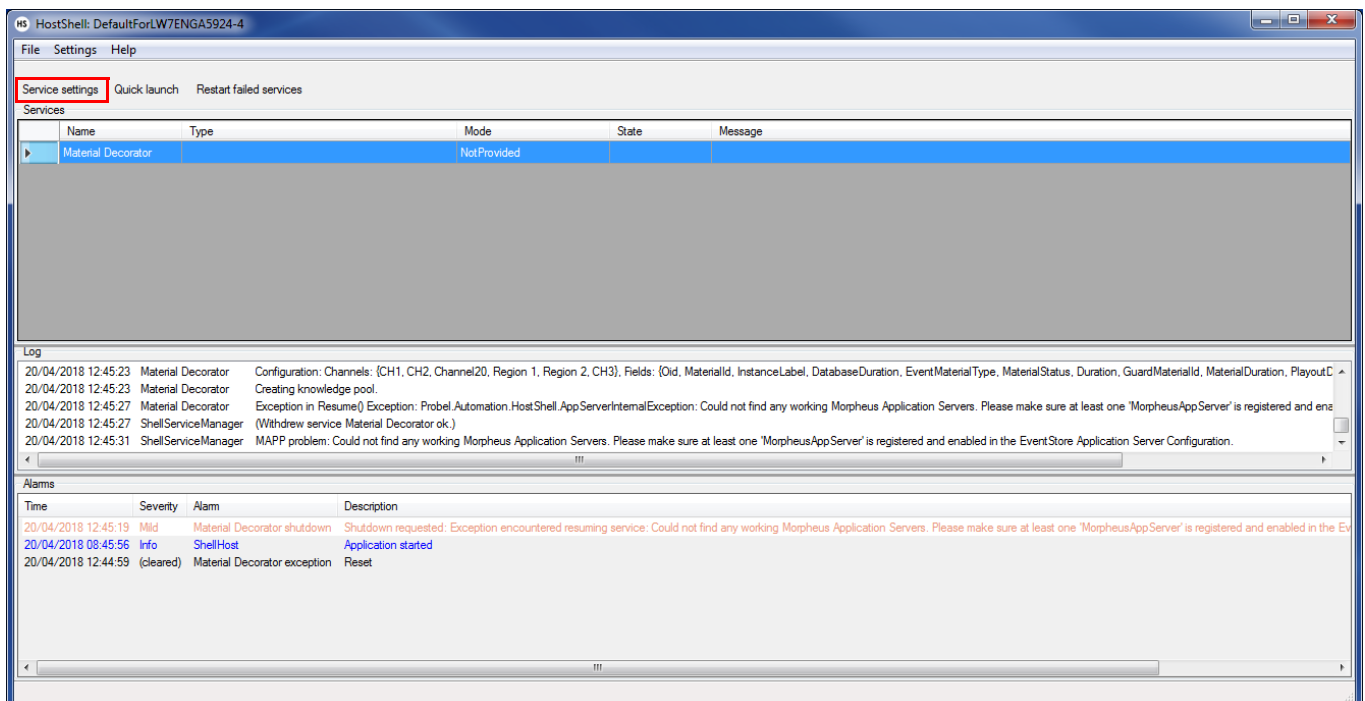 HS HostShell: DefaultForLW7ENGA5924-4
File Settings Help
Service settings Quick launch Restart failed services
Services
Name Type Mode State Message
Material Decorator NotProvided
Log
20/04/2018 12:45:23 Material Decorator Configuration: Channels: {CH1, CH2, Channel20, Region 1, Region 2, CH3}, Fields: {Oid, MaterialId, InstanceLabel, DatabaseDuration, EventMaterialType, MaterialStatus, Duration, GuardMaterialId, MaterialDuration, PlayoutD
20/04/2018 12:45:23 Material Decorator Creating knowledge pool.
20/04/2018 12:45:27 Material Decorator Exception in Resume() Exception: Probel.Automation.HostShell.AppServerInternalException: Could not find any working Morpheus Application Servers. Please make sure at least one 'MorpheusAppServer' is registered and ena
20/04/2018 12:45:27 ShellServiceManager (Withdrew service Material Decorator ok.)
20/04/2018 12:45:31 ShellServiceManager MAPP problem: Could not find any working Morpheus Application Servers. Please make sure at least one 'MorpheusAppServer' is registered and enabled in the EventStore Application Server Configuration.
Alarms
Time Severity Alarm Description
20/04/2018 12:45:19 Mild Material Decorator shutdown Shutdown requested: Exception encountered resuming service: Could not find any working Morpheus Application Servers. Please make sure at least one 'MorpheusAppServer' is registered and enabled in the Ev
20/04/2018 08:45:56 Info ShellHost Application started
20/04/2018 12:44:59 (cleared) Material Decorator exception Reset